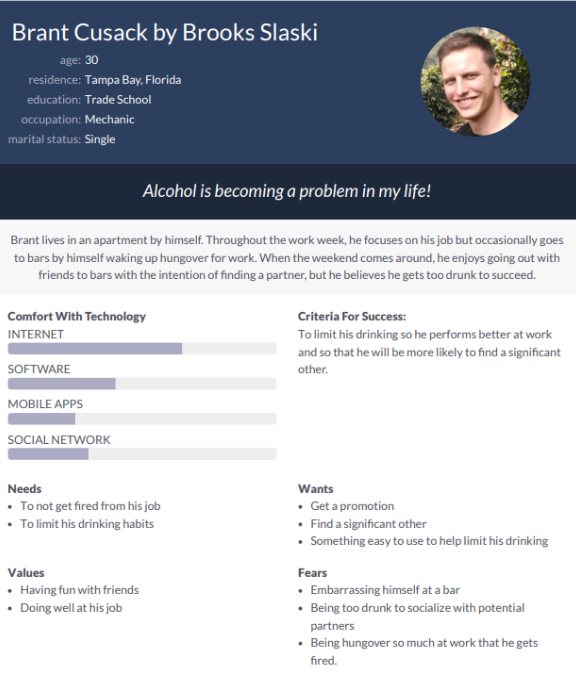 Brant Cusack by Brooks Slaski
age: 30
residence: Tampa Bay, Florida
education: Trade School
occupation: Mechanic
marital status: Single
Alcohol is becoming a problem in my life!
Brant lives in an apartment by himself. Throughout the work week, he focuses on his job but occasionally goes
to bars by himself waking up hungover for work. When the weekend comes around, he enjoys going out with
friends to bars with the intention of finding a partner, but he believes he gets too drunk to succeed.
Comfort With Technology
INTERNET
SOFTWARE
MOBILE APPS
SOCIAL NETWORK
Criteria For Success:
To limit his drinking so he performs better at work
and so that he will be more likely to find a significant
other.
Needs
• To not get fired from his job
• To limit his drinking habits
Wants
• Get a promotion
• Find a significant other
• Something easy to use to help limit his drinking
Values
• Having fun with friends
• Doing well at his job
Fears
• Embarrassing himself at a bar
• Being too drunk to socialize with potential
partners
• Being hungover so much at work that he gets
fired.